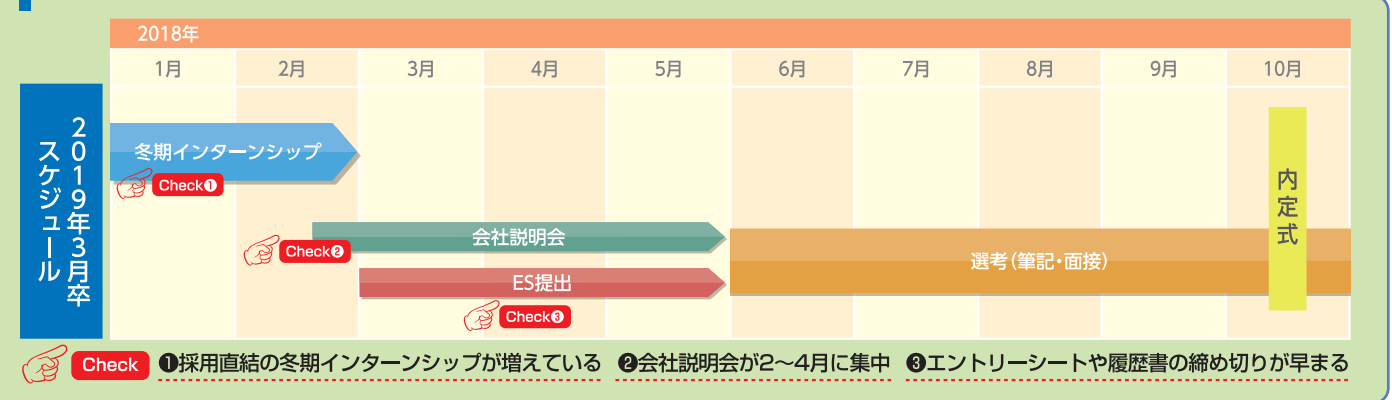 2018年
1月 2月 3月 4月 5月 6月 7月 8月 9月 10月
2019年3月卒
スケジュール
冬期インターンシップ
Check❶
会社説明会
Check❷
ES提出
Check❸
選考(筆記・面接)
内定式
Check ❶採用直結の冬期インターンシップが増えている ❷会社説明会が2〜4月に集中 ❸エントリーシートや履歴書の締め切りが早まる